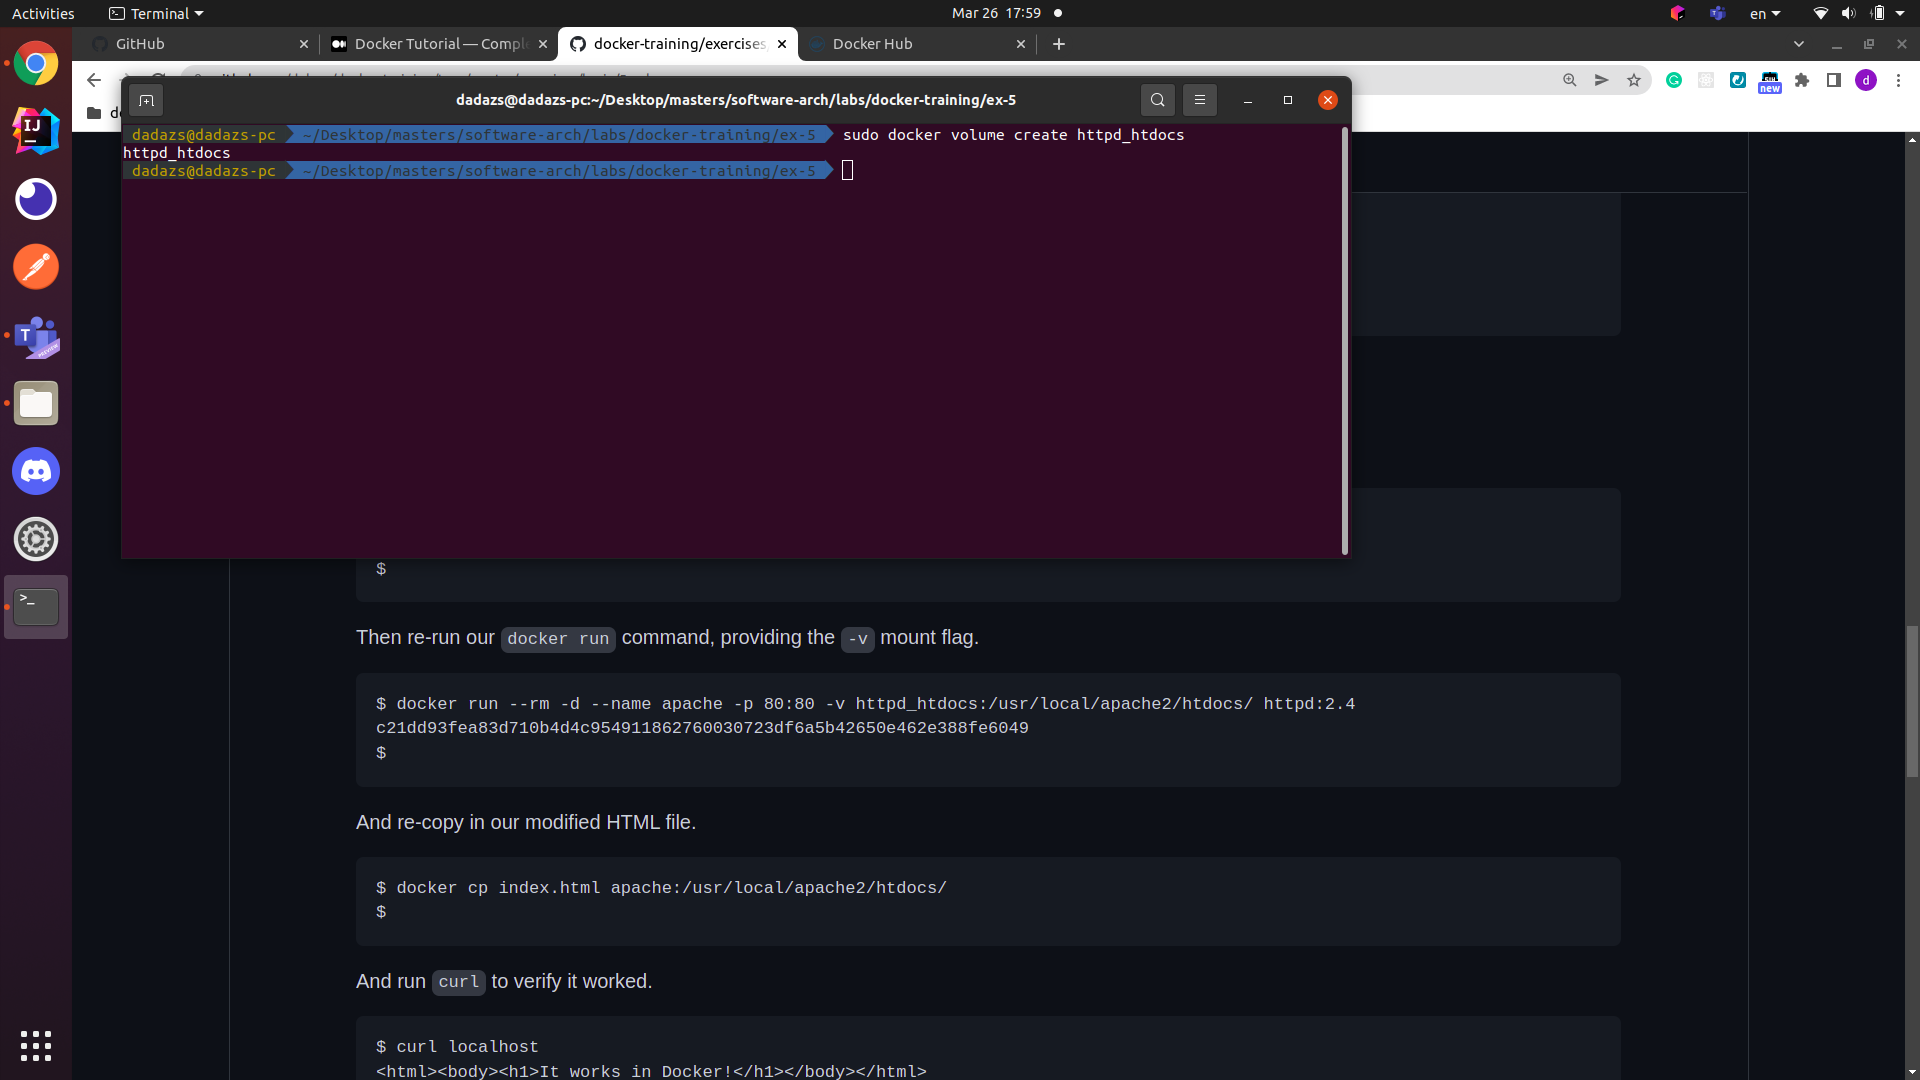 Activities
Terminal
Mar 26 17:59
en
GitHub
Docker Tutorial — Comple
docker-training/exercises
Docker Hub
new
d
dadazs@dadazs-pc:~/Desktop/masters/software-arch/labs/docker-training/ex-5
dadazs@dadazs-pc ~/Desktop/masters/software-arch/labs/docker-training/ex-5 sudo docker volume create httpd_htdocs
httpd_htdocs
dadazs@dadazs-pc ~/Desktop/masters/software-arch/labs/docker-training/ex-5
$
Then re-run our docker run command, providing the -v mount flag.
$ docker run --rm -d --name apache -p 80:80 -v httpd_htdocs:/usr/local/apache2/htdocs/ httpd:2.4
c21dd93fea83d710b4d4c954911862760030723df6a5b42650e462e388fe6049
$
And re-copy in our modified HTML file.
$ docker cp index.html apache:/usr/local/apache2/htdocs/
$
And run curl to verify it worked.
$ curl localhost
<html><body><h1>It works in Docker!</h1></body></html>